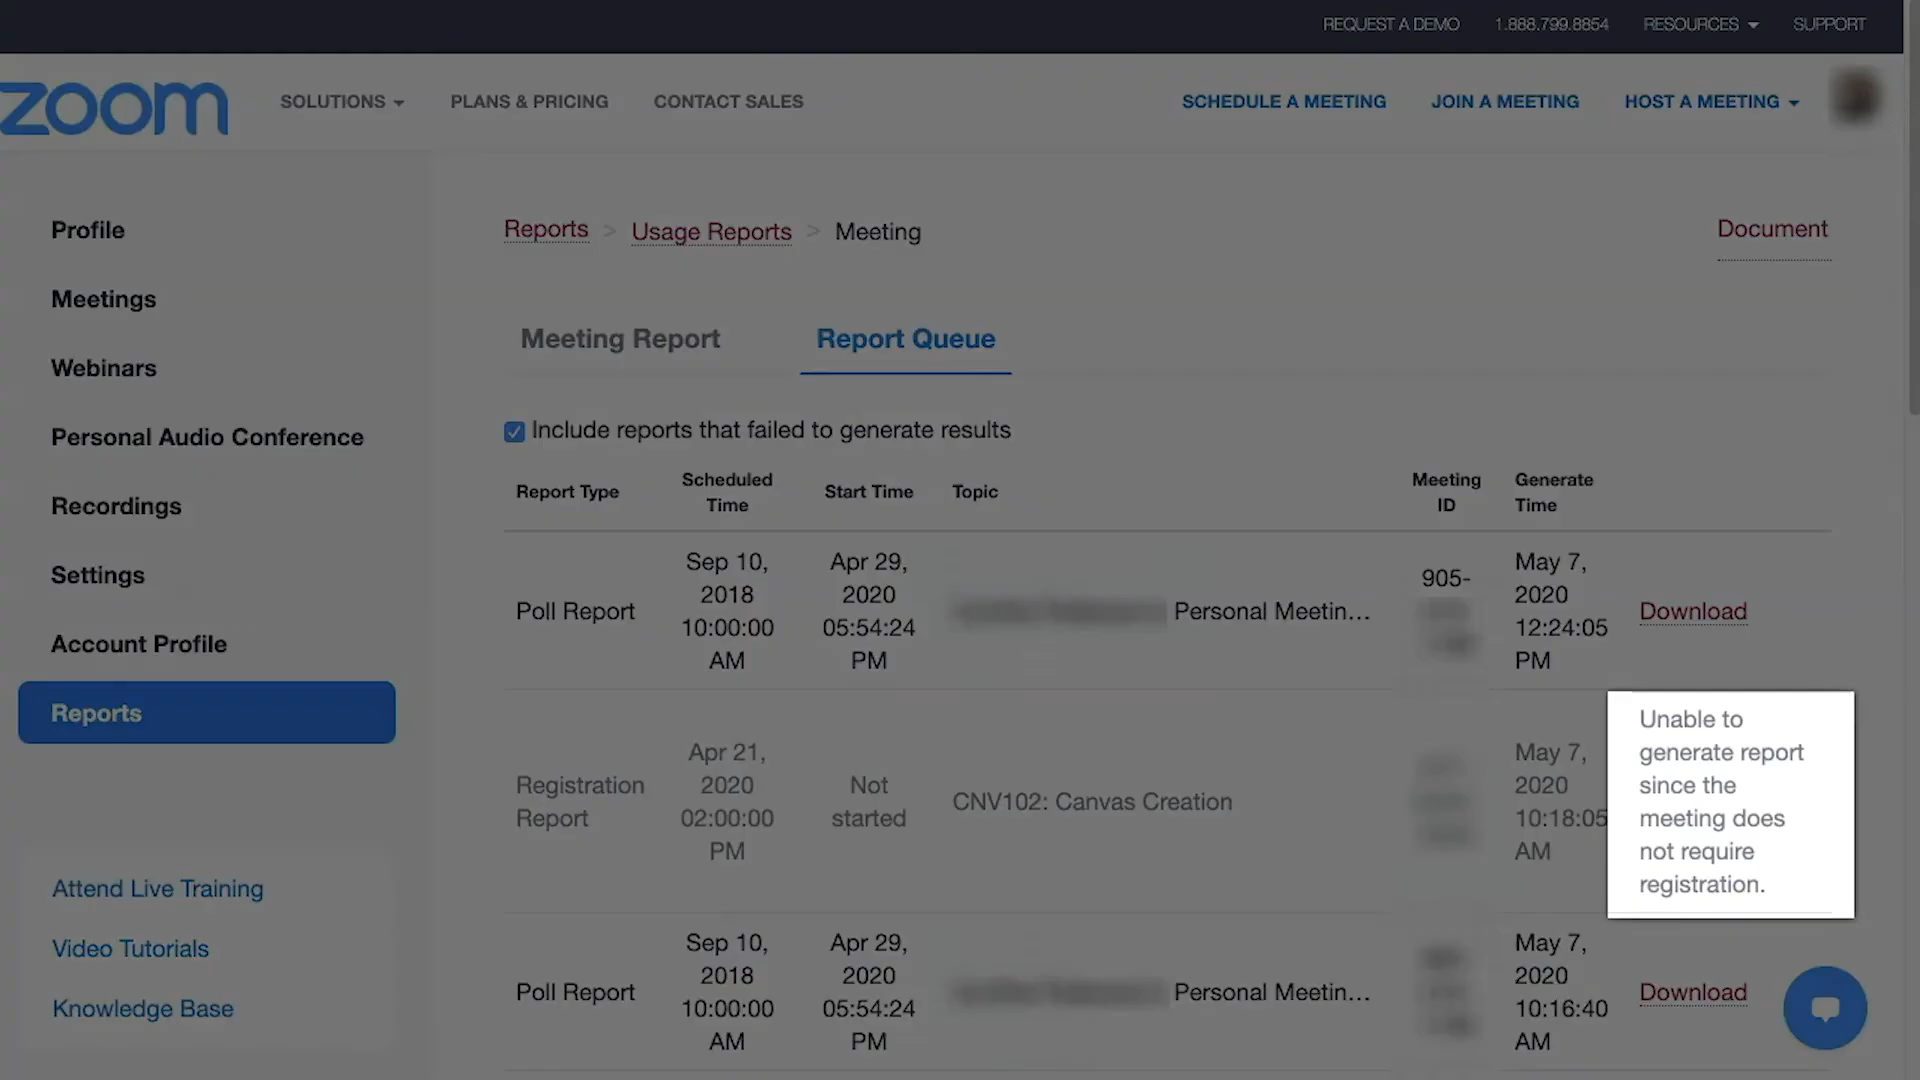 REQUEST A DEMO 1.888.799.8854 RESOURCES SUPPORT
zoom SOLUTIONS PLANS & PRICING CONTACT SALES SCHEDULE A MEETING JOIN A MEETING HOST A MEETING
Profile
Meetings
Webinars
Personal Audio Conference
Recordings
Settings
Account Profile
Reports
Attend Live Training
Video Tutorials
Knowledge Base
Reports > Usage Reports > Meeting
Document
Meeting Report Report Queue
Include reports that failed to generate results
Report Type
Scheduled
Time
Start Time
Topic
Meeting
ID
Generate
Time
Poll Report
Sep 10,
2018
10:00:00
AM
Apr 29,
2020
05:54:24
PM
Personal Meetin...
905-
May 7,
2020
12:24:05
PM
Download
Registration
Report
Apr 21,
2020
02:00:00
PM
Not
started
CNV102: Canvas Creation
May 7,
2020
10:18:05
AM
Unable to
generate report
since the
meeting does
not require
registration.
Poll Report
Sep 10,
2018
10:00:00
AM
Apr 29,
2020
05:54:24
PM
Personal Meetin...
May 7,
2020
10:16:40
AM
Download